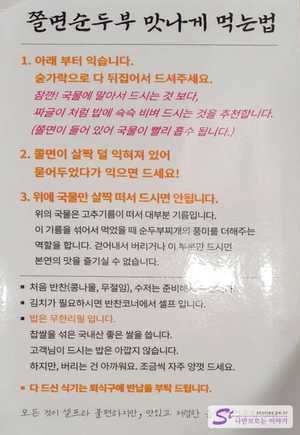 쫄면순두부 맛나게 먹는법
1. 아래 부터 익습니다.
숟가락으로 다 뒤집어서 드셔주세요.
잠깐! 국물에 말아서 드시는 것 보다,
짜글이 처럼 밥에 슥슥 비벼 드시는 것을 추천합니다.
(쫄면이 들어 있어 국물이 빨리 흡수 됩니다.)
2. 쫄면이 살짝 덜 익혀져 있어
묻어두었다가 익으면 드세요!
3. 위에 국물만 살짝 떠서 드시면 안됩니다.
위의 국물은 고추기름이 떠서 대부분 기름입니다.
이 기름을 섞어서 먹었을 때 순두부찌개의 풍미를 더해주는
역할을 합니다. 걷어내서 버리거나 이 부분만 드시면
본연의 맛을 즐기실 수 없습니다.
▪ 처음 반찬(콩나물, 무절임), 수저는 준비해
▪ 김치가 필요하시면 반찬코너에서 셀프 입니다.
▪ 밥은 무한리필 입니다.
찹쌀을 섞은 국내산 좋은 쌀을 씁니다.
고객님이 드시는 밥은 아깝지 않습니다.
하지만, 버리는 건 아까워요. 조금씩 자주 양껏 드세요.
▪ 다 드신 식기는 퇴식구에 반납을 부탁 드립니다.
모든 것이 셀프라 불편하지만, 맛있고 저렴한
나만모르는 이야기